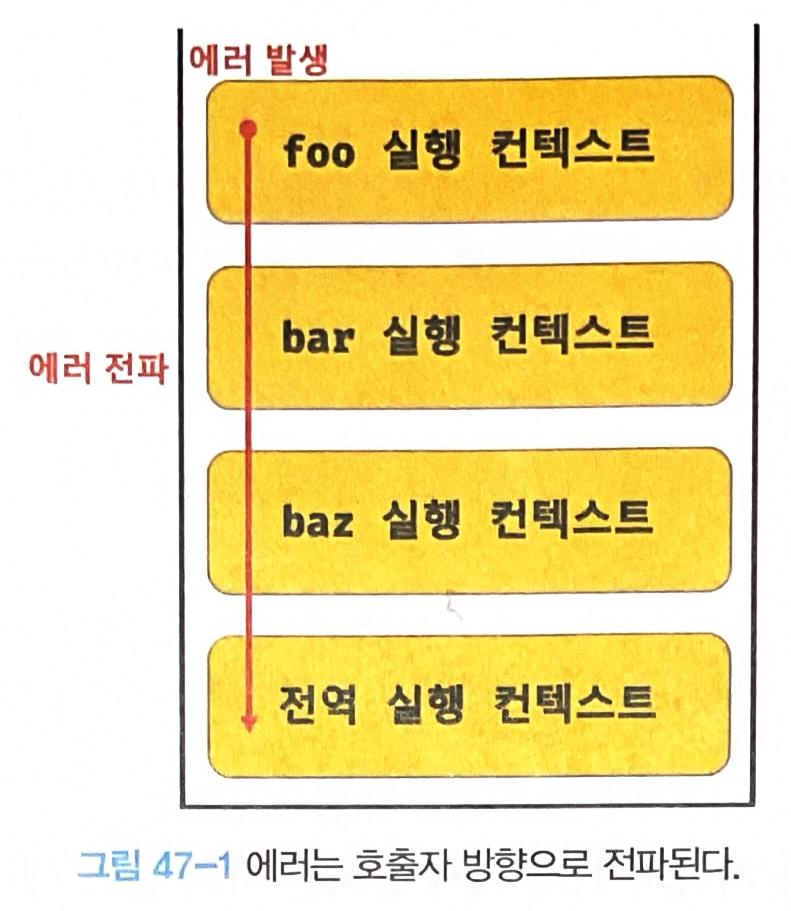 에러 발생
foo 실행 컨텍스트
bar 실행 컨텍스트
에러 전파
baz 실행 컨텍스트
전역 실행 컨텍스트
그림 47-1 에러는 호출자 방향으로 전파된다.